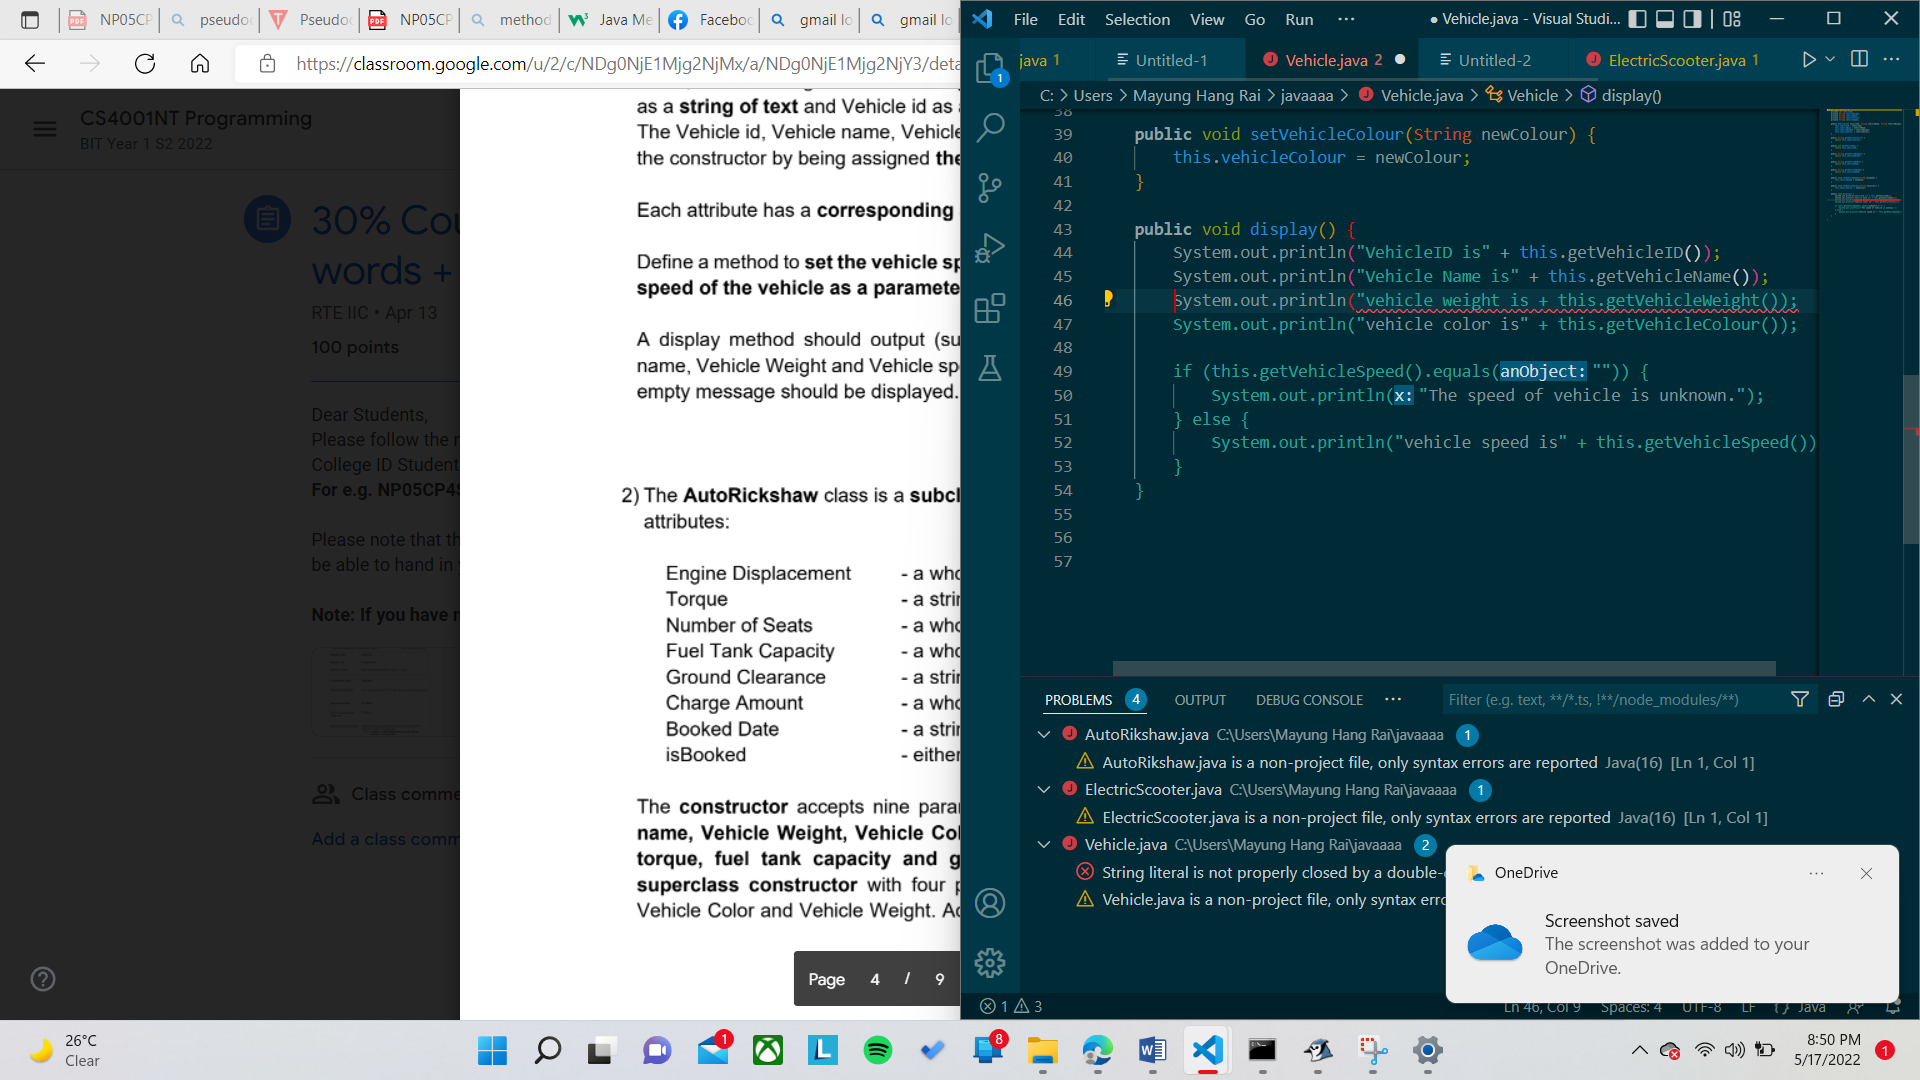 NP05CP
pseudo
Pseudo
NP05CP
method
Java Me
Faceboo
gmail lo
gmail lo
https://classroom.google.com/u/2/c/NDg0NjE1Mjg2NjMx/a/NDg0NjE1Mjg2NjY3/deta
CS4001NT Programming
BIT Year 1 S2 2022
30% Cou
words +
RTE IIC • Apr 13
100 points
Dear Students,
Please follow the
College ID Student
For e.g. NP05CP4S
Please note that th
be able to hand in
Note: If you have
Class comme
Add a class comm
as a string of text and Vehicle id as
The Vehicle id, Vehicle name, Vehicle
the constructor by being assigned the
Each attribute has a corresponding
Define a method to set the vehicle sp
speed of the vehicle as a paramete
A display method should output (su
name, Vehicle Weight and Vehicle sp
empty message should be displayed.
2) The AutoRickshaw class is a subcl
attributes:
Engine Displacement - a who
Torque - a strin
Number of Seats - a who
Fuel Tank Capacity - a who
Ground Clearance - a strin
Charge Amount - a who
Booked Date - a strin
isBooked - either
The constructor accepts nine para
name, Vehicle Weight, Vehicle Col
torque, fuel tank capacity and g
superclass constructor with four p
Vehicle Color and Vehicle Weight. Ac
Page 4 / 9
File Edit Selection View Go Run ··· ● Vehicle.java - Visual Studi...
java 1 Untitled-1 Vehicle.java 2 ● Untitled-2 ElectricScooter.java 1
C: > Users > Mayung Hang Rai > javaaaa > Vehicle.java > Vehicle > display()
38
39 public void setVehicleColour(String newColour) {
40 this.vehicleColour = newColour;
41 }
42
43 public void display() {
44 System.out.println("VehicleID is" + this.getVehicleID());
45 System.out.println("Vehicle Name is" + this.getVehicleName());
46 System.out.println("vehicle weight is + this.getVehicleWeight());
47 System.out.println("vehicle color is" + this.getVehicleColour());
48
49 if (this.getVehicleSpeed().equals(anObject: "")) {
50 System.out.println(x: "The speed of vehicle is unknown.");
51 } else {
52 System.out.println("vehicle speed is" + this.getVehicleSpeed())
53 }
54 }
55
56
57
PROBLEMS 4 OUTPUT DEBUG CONSOLE ··· Filter (e.g. text, **/*.ts, !**/node_modules/**)
AutoRikshaw.java C:\Users\Mayung Hang Rai\javaaaa 1
AutoRikshaw.java is a non-project file, only syntax errors are reported Java(16) [Ln 1, Col 1]
ElectricScooter.java C:\Users\Mayung Hang Rai\javaaaa 1
ElectricScooter.java is a non-project file, only syntax errors are reported Java(16) [Ln 1, Col 1]
Vehicle.java C:\Users\Mayung Hang Rai\javaaaa 2
String literal is not properly closed by a double-
Vehicle.java is a non-project file, only syntax erro
OneDrive
Screenshot saved
The screenshot was added to your
OneDrive.
1 3 Ln 46, Col 9 Spaces: 4 UTF-8 LF { } Java
26°C
Clear
1
8
8:50 PM
5/17/2022
1